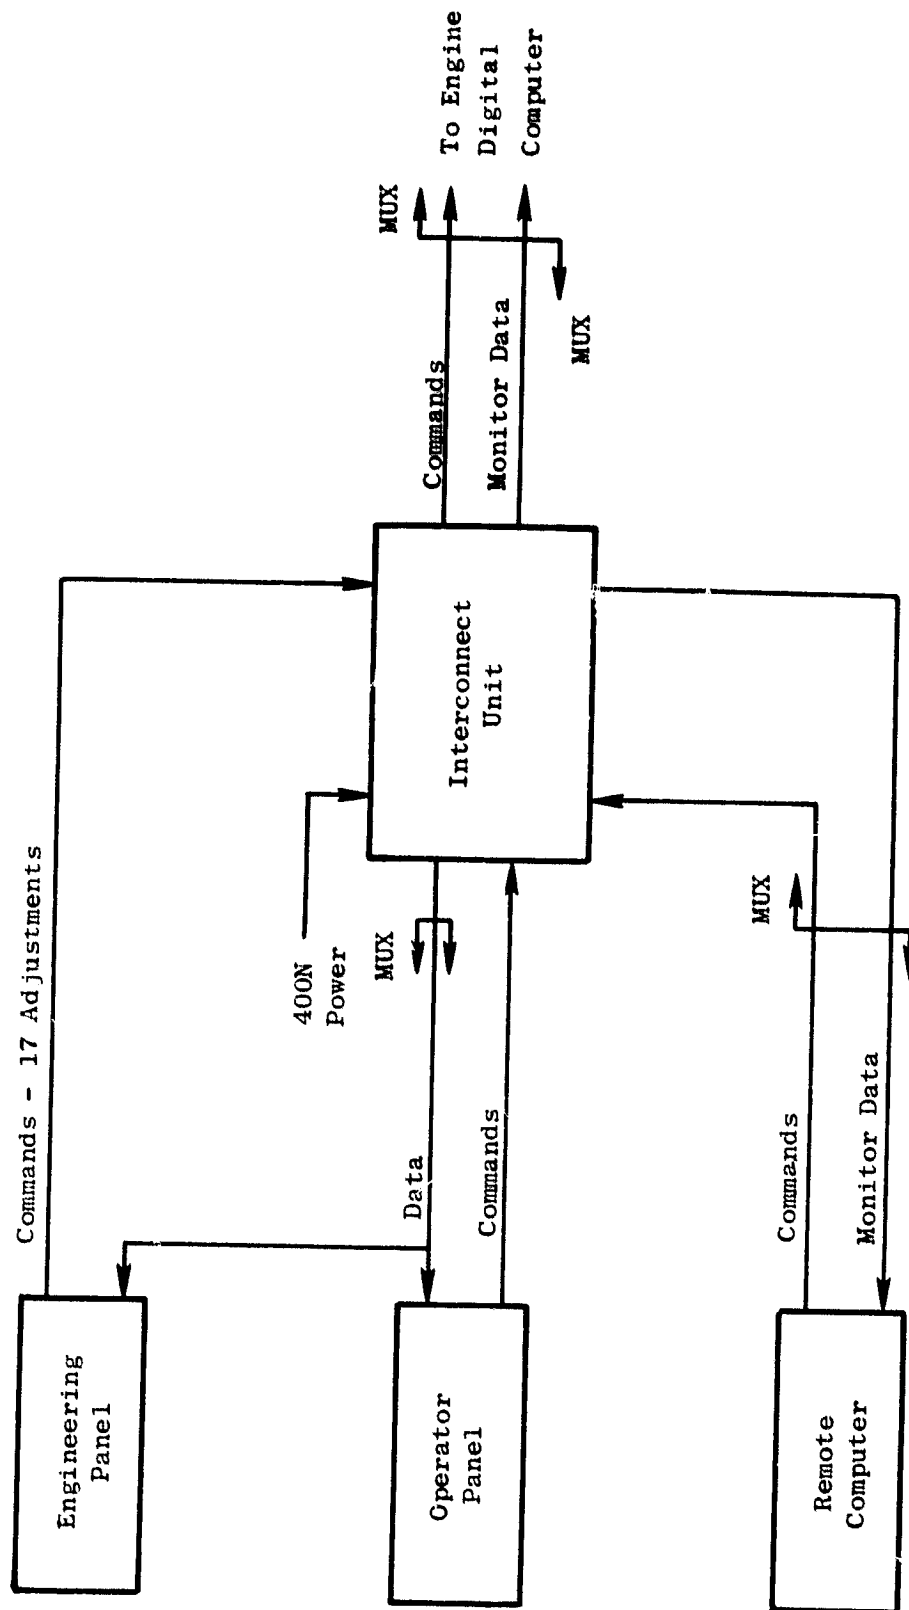 Engineering
Panel
Commands - 17 Adjustments
Operator
Panel
Data
Commands
MUX
400N
Power
Remote
Computer
Commands
Monitor Data
MUX
Interconnect
Unit
Commands
Monitor Data
MUX
MUX
To Engine
Digital
Computer